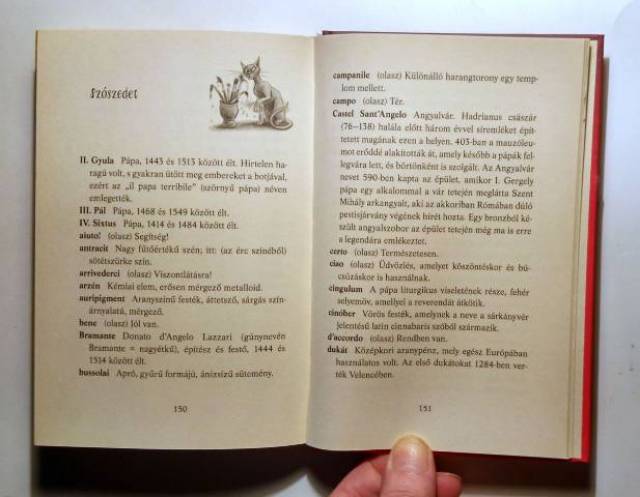 Szószedet
II. Gyula Pápa, 1443 és 1513 között élt. Hirtelen ha-
ragú volt, s gyakran ütött meg embereket a botjával,
ezért az „il papa terribile” (szörnyű pápa) néven
emlegették.
III. Pál Pápa, 1468 és 1549 között élt.
IV. Sixtus Pápa, 1414 és 1484 között élt.
aiuto! (olasz) Segítség!
antracit Nagy fűtőértékű szén; itt: (az érc színéből)
sötétszürke szín.
arrivederci (olasz) Viszontlátásra!
arzén Kémiai elem, erősen mérgező metalloid.
auripigment Aranyszínű festék, áttetsző, sárgás szín-
árnyalatú, mérgező.
bene (olasz) Jól van.
Bramante Donato d'Angelo Lazzari (gúnynevén
Bramante = nagyétkű), építész és festő, 1444 és
1514 között élt.
bussolai Apró, gyűrű formájú, ánizsízű sütemény.
150
campanile (olasz) Különálló harangtorony egy temp-
lom mellett.
campo (olasz) Tér.
Castel Sant'Angelo Angyalvár. Hadrianus császár
(76–138) halála előtt három évvel síremléket épít-
tetett magának ezen a helyen. 403-ban a mauzóleu-
mot erőddé alakították át, amely később a pápák fel-
legvára lett, és börtönként is szolgált. Az Angyalvár
nevet 590-ben kapta az épület, amikor I. Gergely
pápa egy alkalommal a vár tetején meglátta Szent
Mihály arkangyalt, aki az akkoriban Rómában dúló
pestisjárvány végének hírét hozta. Egy bronzból ké-
szült angyalszobor az épület tetején még ma is erre
a legendára emlékeztet.
certo (olasz) Természetesen.
ciao (olasz) Üdvözlés, amelyet köszöntéskor és bú-
csúzáskor is használnak.
cingulum A pápa liturgikus viseletének része, fehér
selyemöv, amellyel a reverendát átkötik.
cinóber Vörös festék, amelynek a neve a sárkányvér
jelentésű latin cinnabaris szóból származik.
d'accordo (olasz) Rendben van.
dukát Középkori aranypénz, mely egész Európában
használatos volt. Az első dukátokat 1284-ben ver-
ték Velencében.
151